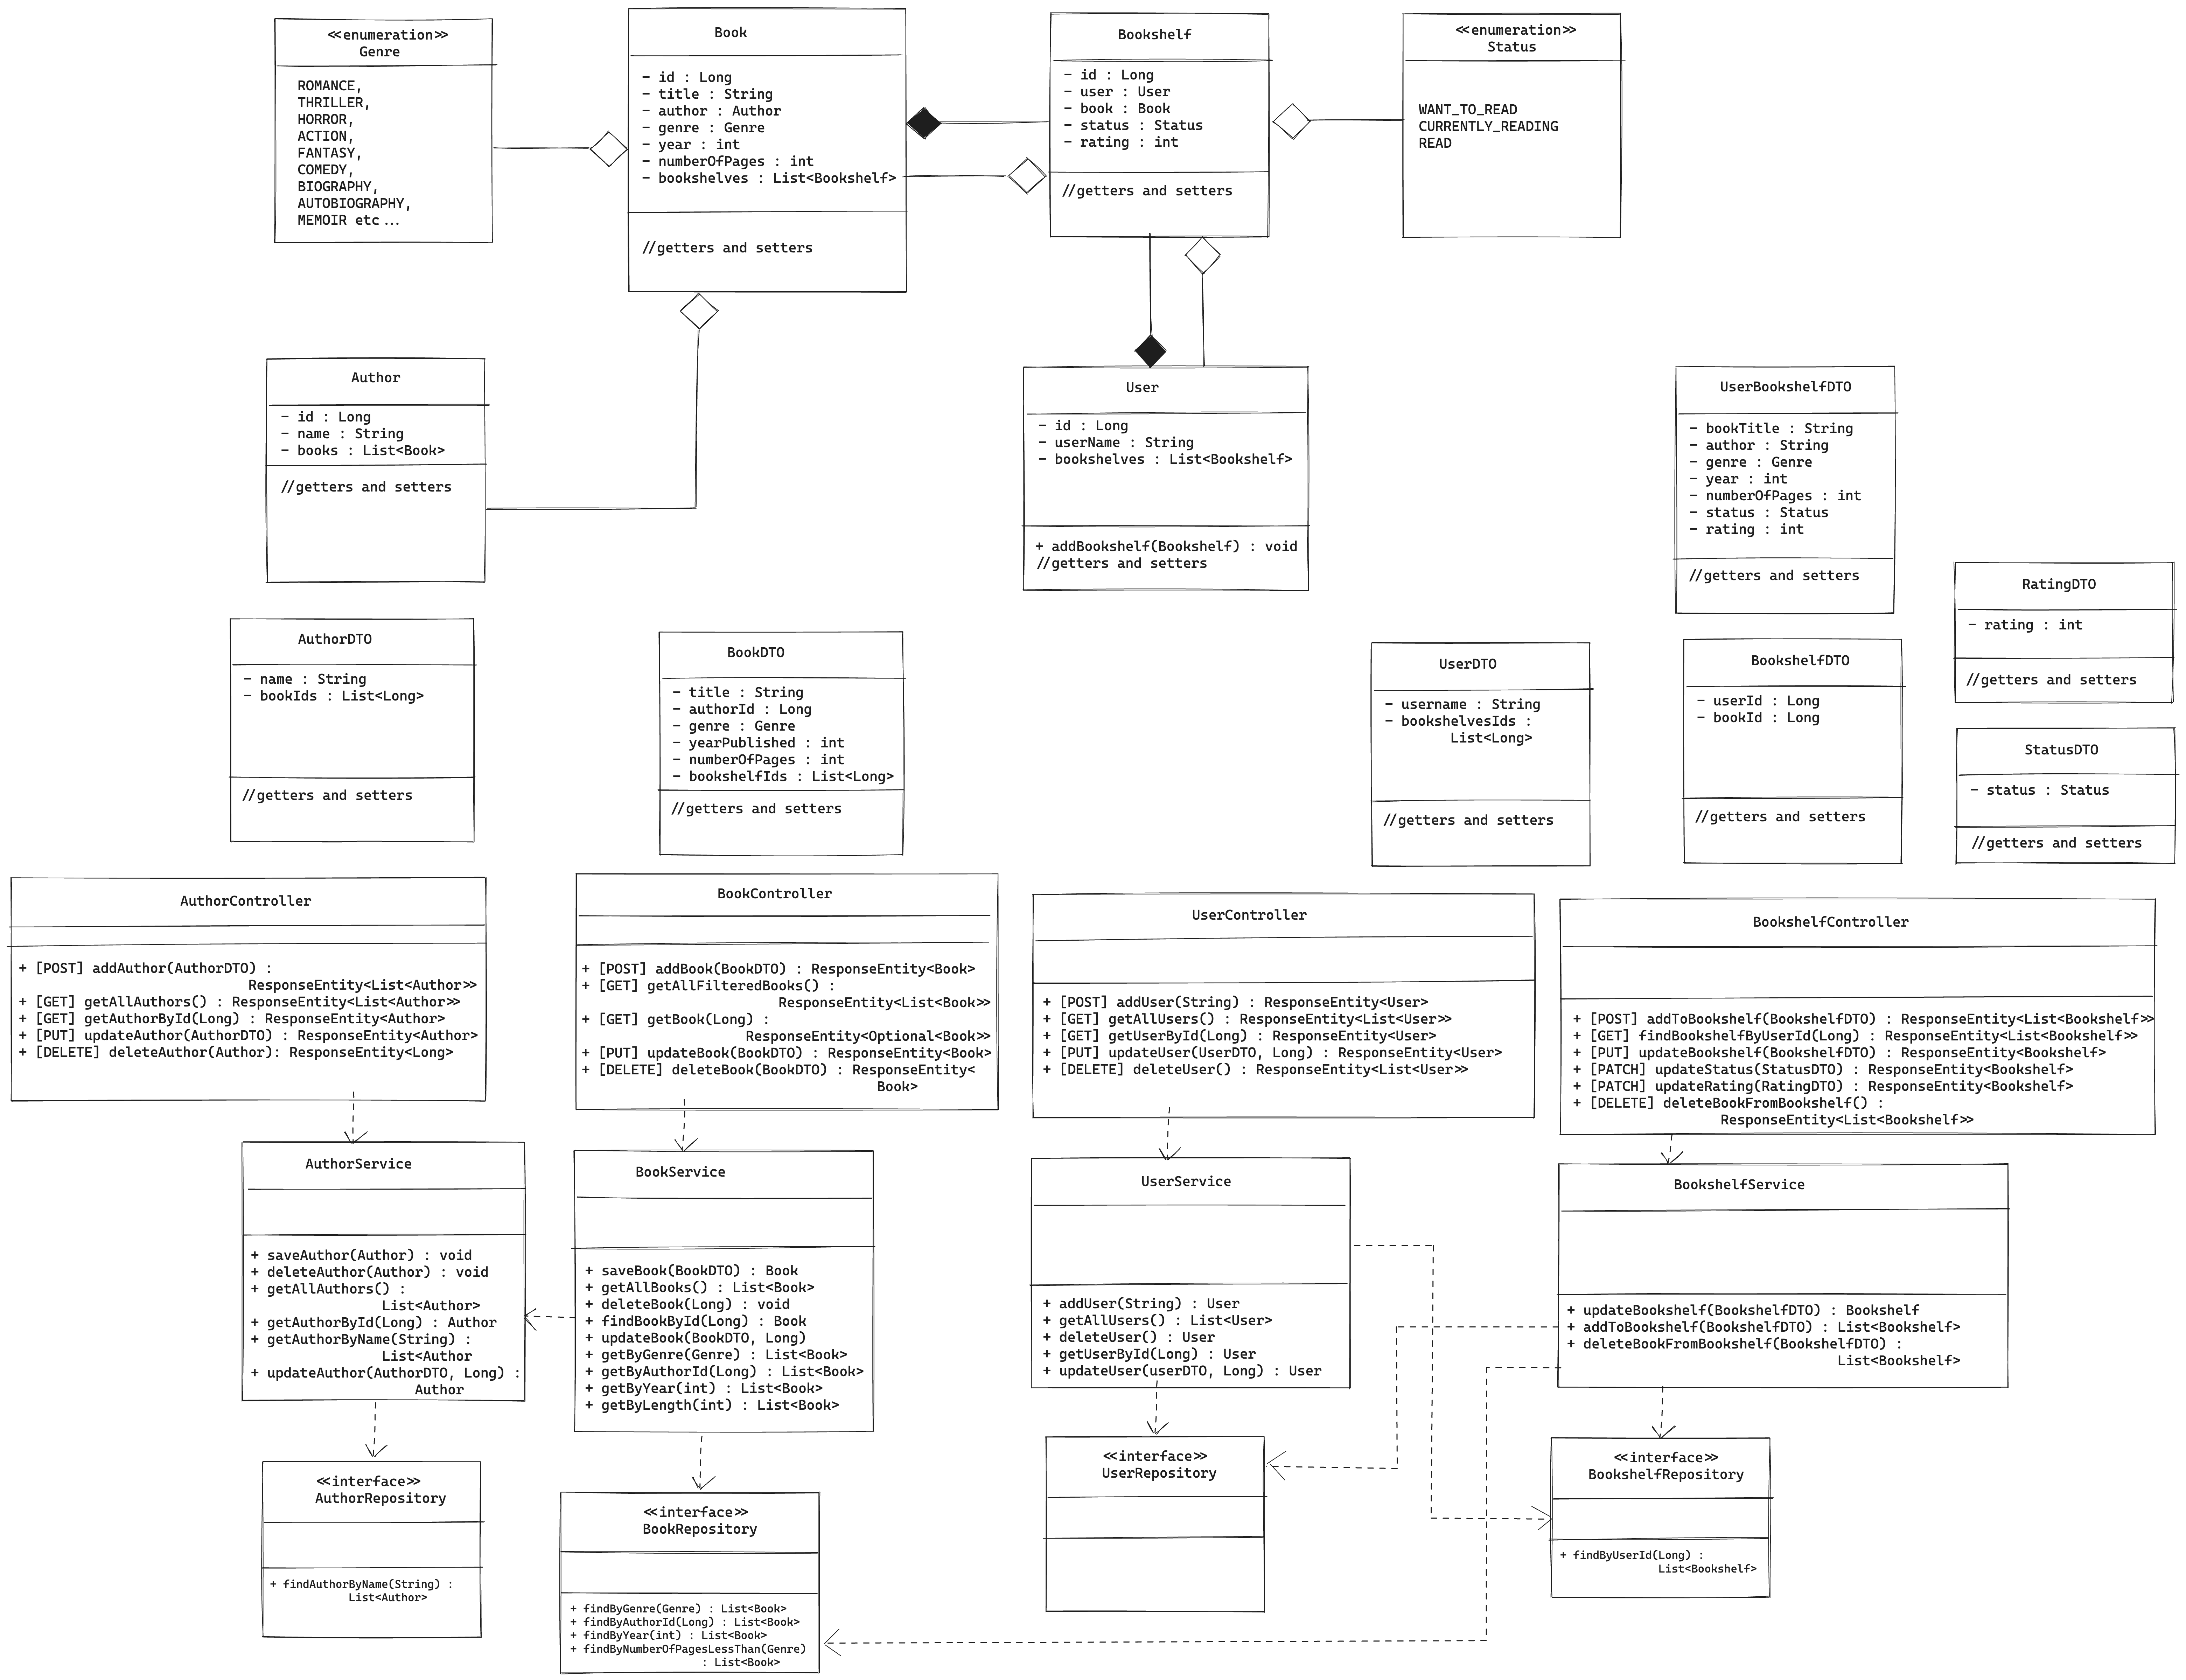 <<enumeration>>
Genre
ROMANCE,
THRILLER,
HORROR,
ACTION,
FANTASY,
COMEDY,
BIOGRAPHY,
AUTOBIOGRAPHY,
MEMOIR etc...
Book
- id : Long
- title : String
- author : Author
- genre : Genre
- year : int
- numberOfPages : int
- bookshelves : List<Bookshelf>
//getters and setters
Bookshelf
- id : Long
- user : User
- book : Book
- status : Status
- rating : int
//getters and setters
<<enumeration>>
Status
WANT_TO_READ
CURRENTLY_READING
READ
Author
- id : Long
- name : String
- books : List<Book>
//getters and setters
User
- id : Long
- userName : String
- bookshelves : List<Bookshelf>
+ addBookshelf(Bookshelf) : void
//getters and setters
UserBookshelfDTO
- bookTitle : String
- author : String
- genre : Genre
- year : int
- numberOfPages : int
- status : Status
- rating : int
//getters and setters
RatingDTO
- rating : int
//getters and setters
AuthorDTO
- name : String
- bookIds : List<Long>
//getters and setters
BookDTO
- title : String
- authorId : Long
- genre : Genre
- yearPublished : int
- numberOfPages : int
- bookshelfIds : List<Long>
//getters and setters
UserDTO
- username : String
- bookshelvesIds :
List<Long>
//getters and setters
BookshelfDTO
- userId : Long
- bookId : Long
//getters and setters
StatusDTO
- status : Status
//getters and setters
AuthorController
+ [POST] addAuthor(AuthorDTO) :
ResponseEntity<List<Author>>
+ [GET] getAllAuthors() : ResponseEntity<List<Author>>
+ [GET] getAuthorById(Long) : ResponseEntity<Author>
+ [PUT] updateAuthor(AuthorDTO) : ResponseEntity<Author>
+ [DELETE] deleteAuthor(Author): ResponseEntity<Long>
BookController
+ [POST] addBook(BookDTO) : ResponseEntity<Book>
+ [GET] getAllFilteredBooks() :
ResponseEntity<List<Book>>
+ [GET] getBook(Long) :
ResponseEntity<Optional<Book>>
+ [PUT] updateBook(BookDTO) : ResponseEntity<Book>
+ [DELETE] deleteBook(BookDTO) : ResponseEntity<
Book>
UserController
+ [POST] addUser(String) : ResponseEntity<User>
+ [GET] getAllUsers() : ResponseEntity<List<User>>
+ [GET] getUserById(Long) : ResponseEntity<User>
+ [PUT] updateUser(UserDTO, Long) : ResponseEntity<User>
+ [DELETE] deleteUser() : ResponseEntity<List<User>>
BookshelfController
+ [POST] addToBookshelf(BookshelfDTO) : ResponseEntity<List<Bookshelf>>
+ [GET] findBookshelfByUserId(Long) : ResponseEntity<List<Bookshelf>>
+ [PUT] updateBookshelf(BookshelfDTO) : ResponseEntity<Bookshelf>
+ [PATCH] updateStatus(StatusDTO) : ResponseEntity<Bookshelf>
+ [PATCH] updateRating(RatingDTO) : ResponseEntity<Bookshelf>
+ [DELETE] deleteBookFromBookshelf() :
ResponseEntity<List<Bookshelf>>
AuthorService
+ saveAuthor(Author) : void
+ deleteAuthor(Author) : void
+ getAllAuthors() :
List<Author>
+ getAuthorById(Long) : Author
+ getAuthorByName(String) :
List<Author
+ updateAuthor(AuthorDTO, Long) :
Author
BookService
+ saveBook(BookDTO) : Book
+ getAllBooks() : List<Book>
+ deleteBook(Long) : void
+ findBookById(Long) : Book
+ updateBook(BookDTO, Long)
+ getByGenre(Genre) : List<Book>
+ getByAuthorId(Long) : List<Book>
+ getByYear(int) : List<Book>
+ getByLength(int) : List<Book>
UserService
+ addUser(String) : User
+ getAllUsers() : List<User>
+ deleteUser() : User
+ getUserById(Long) : User
+ updateUser(userDTO, Long) : User
BookshelfService
+ updateBookshelf(BookshelfDTO) : Bookshelf
+ addToBookshelf(BookshelfDTO) : List<Bookshelf>
+ deleteBookFromBookshelf(BookshelfDTO) :
List<Bookshelf>
<<interface>>
AuthorRepository
+ findAuthorByName(String) :
List<Author>
<<interface>>
BookRepository
+ findByGenre(Genre) : List<Book>
+ findByAuthorId(Long) : List<Book>
+ findByYear(int) : List<Book>
+ findByNumberOfPagesLessThan(Genre)
: List<Book>
<<interface>>
UserRepository
<<interface>>
BookshelfRepository
+ findByUserId(Long) :
List<Bookshelf>